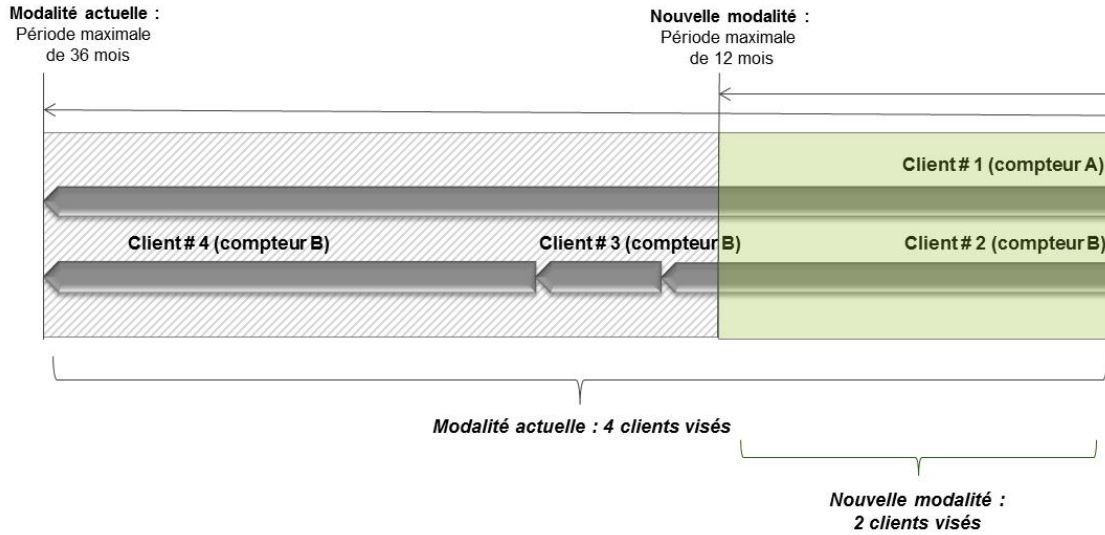 Modalité actuelle :
Période maximale
de 36 mois
Nouvelle modalité :
Période maximale
de 12 mois
Client # 1 (compteur A)
Client # 4 (compteur B)
Client # 3 (compteur B)
Client # 2 (compteur B)
Modalité actuelle : 4 clients visés
Nouvelle modalité :
2 clients visés